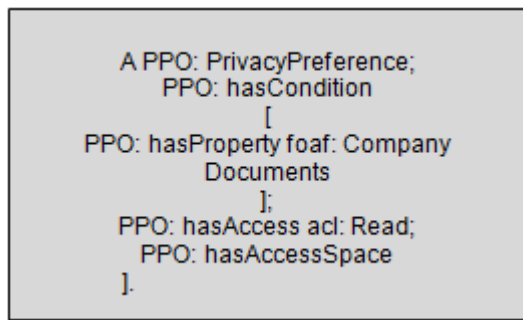 A PPO: PrivacyPreference;
PPO: hasCondition
[
PPO: hasProperty foaf: Company
Documents
];
PPO: hasAccess acl: Read;
PPO: hasAccessSpace
].